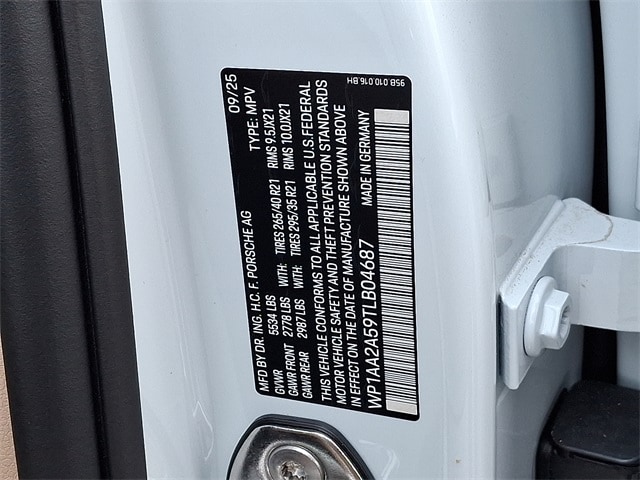 MFD BY DR. ING. H.C. F. PORSCHE AG 09/25
GVWR 5534 LBS TYPE: MPV
GAWR FRONT 2778 LBS WITH: TIRES 265/40 R21 RIMS 9.5JX21
GAWR REAR 2987 LBS WITH: TIRES 295/35 R21 RIMS 10.0JX21
THIS VEHICLE CONFORMS TO ALL APPLICABLE U.S. FEDERAL
MOTOR VEHICLE SAFETY AND THEFT PREVENTION STANDARDS
IN EFFECT ON THE DATE OF MANUFACTURE SHOWN ABOVE
WP1AA2A59TLB04687 MADE IN GERMANY
95B.010.016.BH